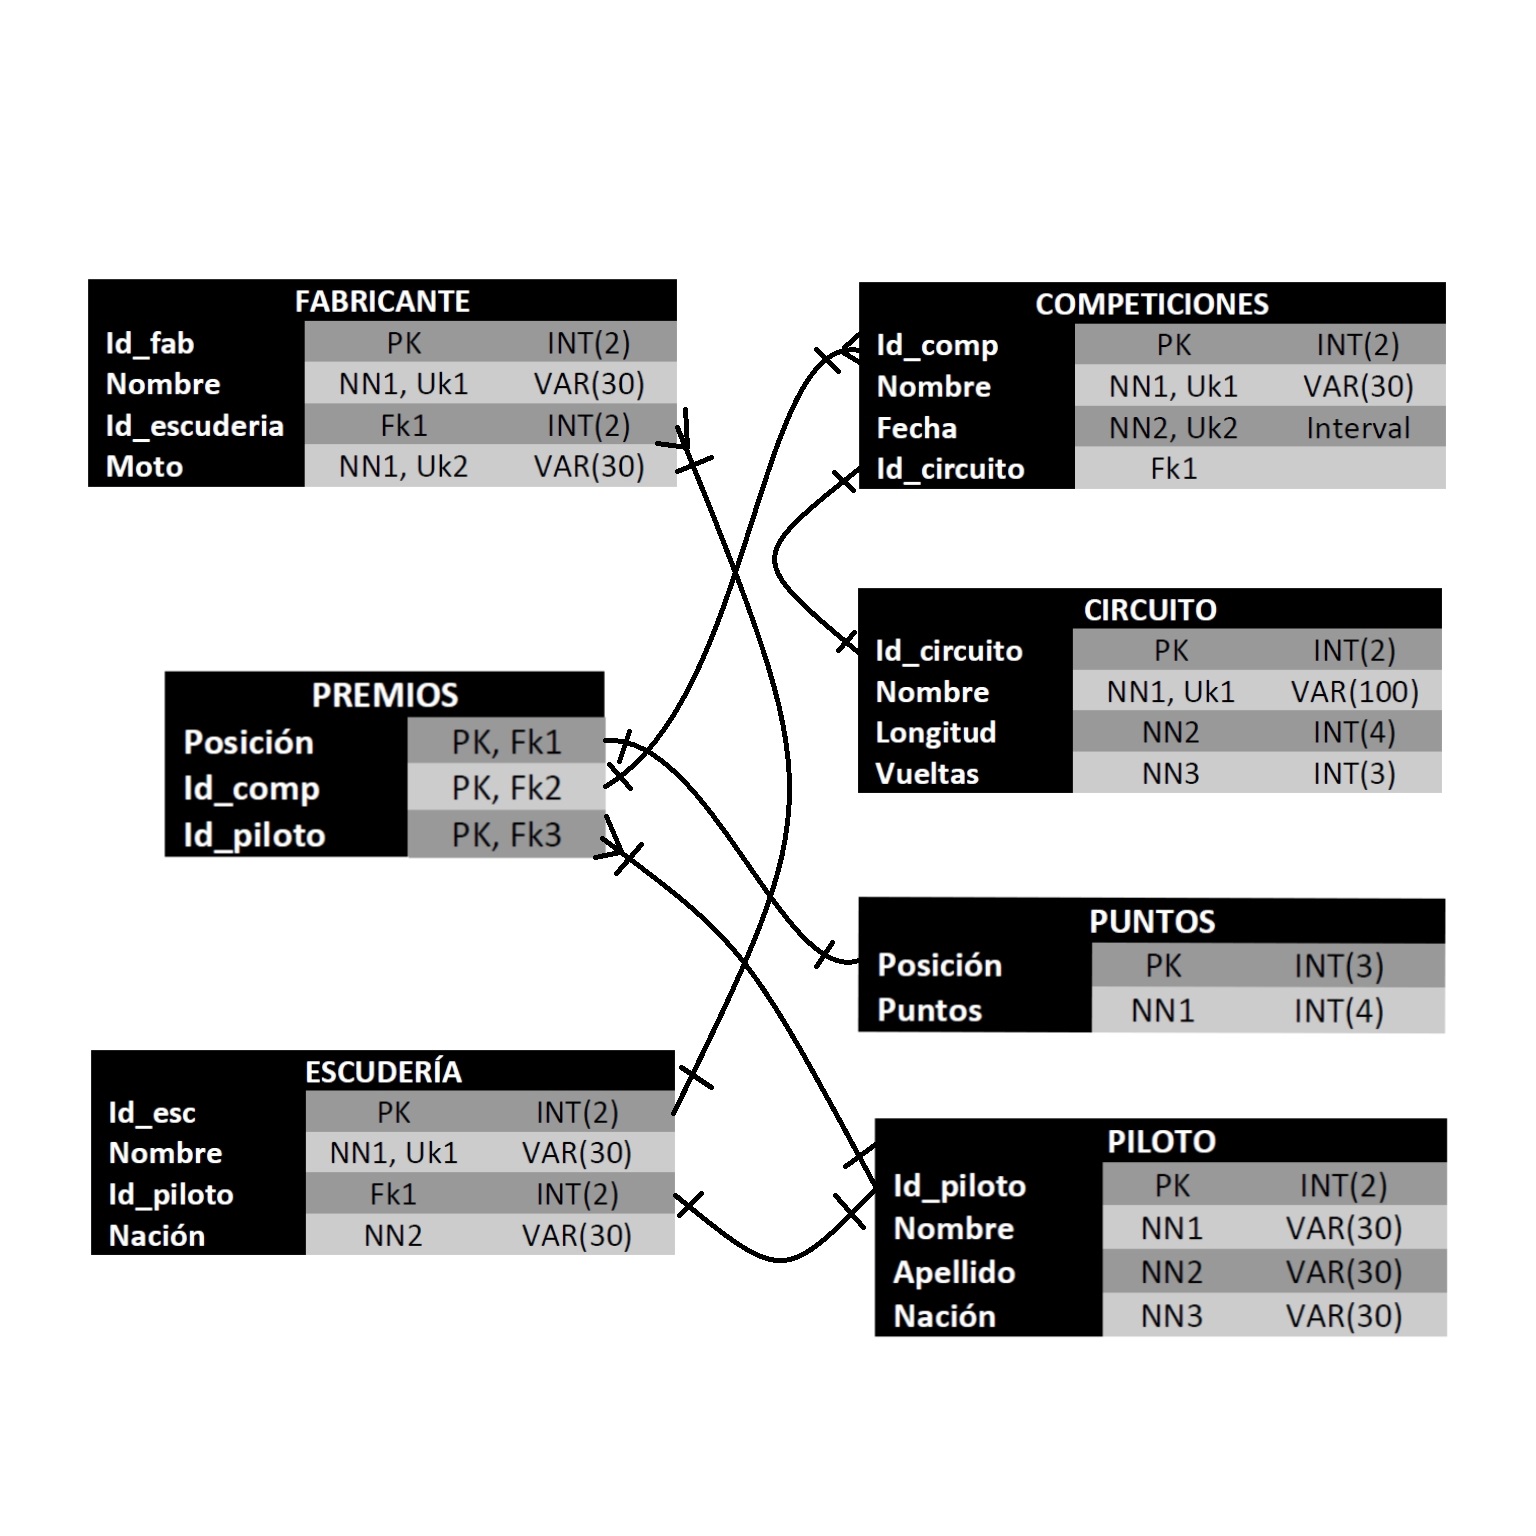 FABRICANTE
Id_fab PK INT(2)
Nombre NN1, Uk1 VAR(30)
Id_escuderia Fk1 INT(2)
Moto NN1, Uk2 VAR(30)
COMPETICIONES
Id_comp PK INT(2)
Nombre NN1, Uk1 VAR(30)
Fecha NN2, Uk2 Interval
Id_circuito Fk1
CIRCUITO
Id_circuito PK INT(2)
Nombre NN1, Uk1 VAR(100)
Longitud NN2 INT(4)
Vueltas NN3 INT(3)
PREMIOS
Posición PK, Fk1
Id_comp PK, Fk2
Id_piloto PK, Fk3
PUNTOS
Posición PK INT(3)
Puntos NN1 INT(4)
ESCUDERÍA
Id_esc PK INT(2)
Nombre NN1, Uk1 VAR(30)
Id_piloto Fk1 INT(2)
Nación NN2 VAR(30)
PILOTO
Id_piloto PK INT(2)
Nombre NN1 VAR(30)
Apellido NN2 VAR(30)
Nación NN3 VAR(30)